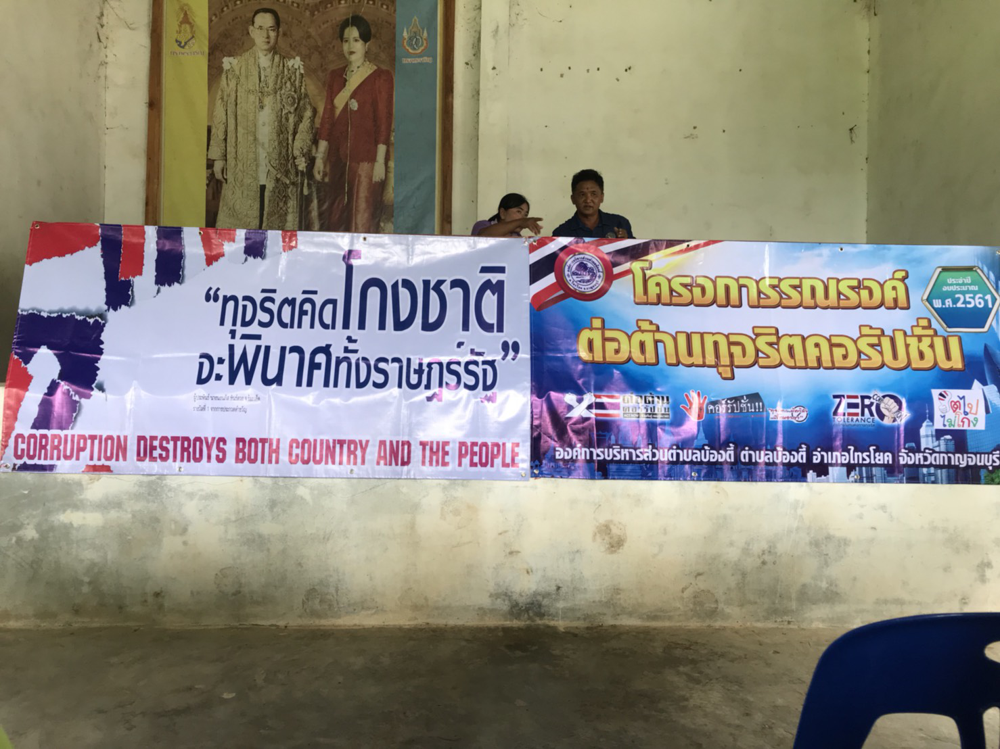 “ทุจริตคิดโกงชาติ
จะพินาศทั้งราษฎร์รัฐ”
CORRUPTION DESTROYS BOTH COUNTRY AND THE PEOPLE
โครงการรณรงค์
ต่อต้านทุจริตคอรัปชั่น
ประจำปี
งบประมาณ
พ.ศ.2561
ต่อต้าน
คอร์รัปชั่น
คอร์รัปชั่น!!
ZERO
TOLERANCE
โตไป
ไม่โกง
องค์การบริหารส่วนตำบลบ้องตี้ ตำบลบ้องตี้ อำเภอไทรโยค จังหวัดกาญจนบุรี